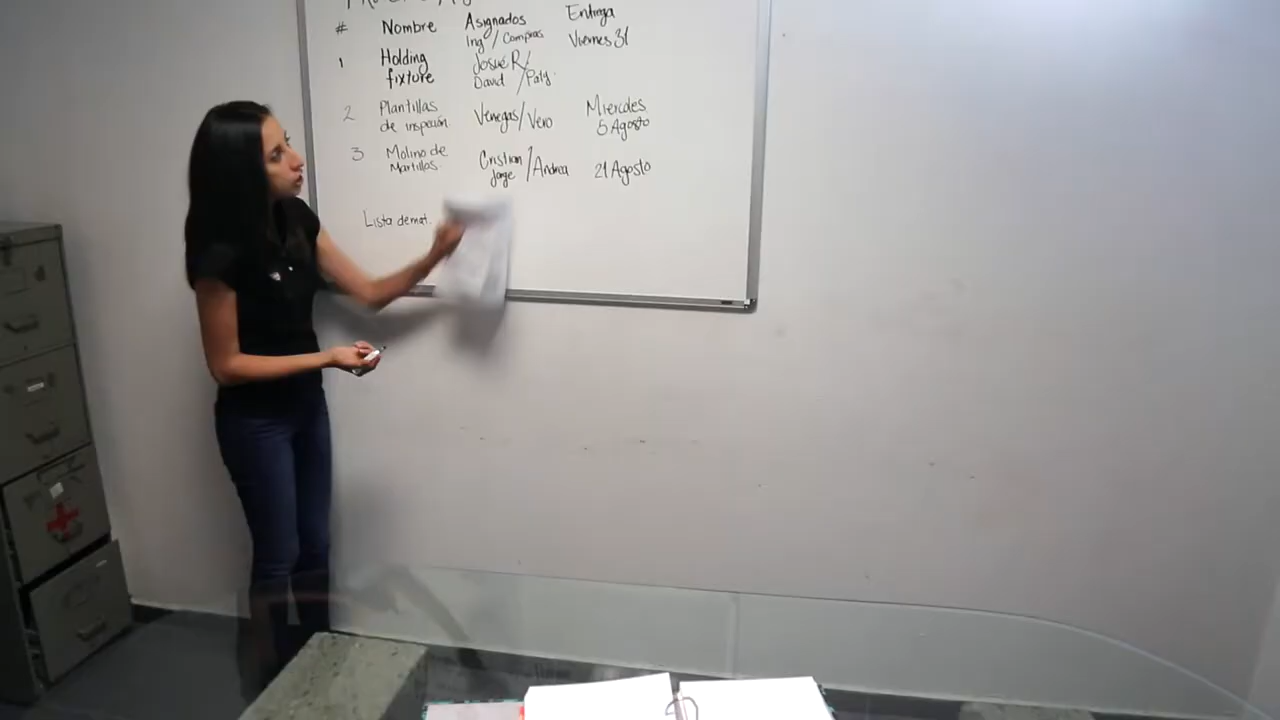 # Nombre Asignados Entrega
Ing/Compras Viernes 31
1 Holding Josué R/
fixture David /Paty
2 Plantillas Venegas/Vero Miercoles
de inspección 5 Agosto
3 Molino de Cristian /Andrea 21 Agosto
Martillos Jorge
Lista de mat.